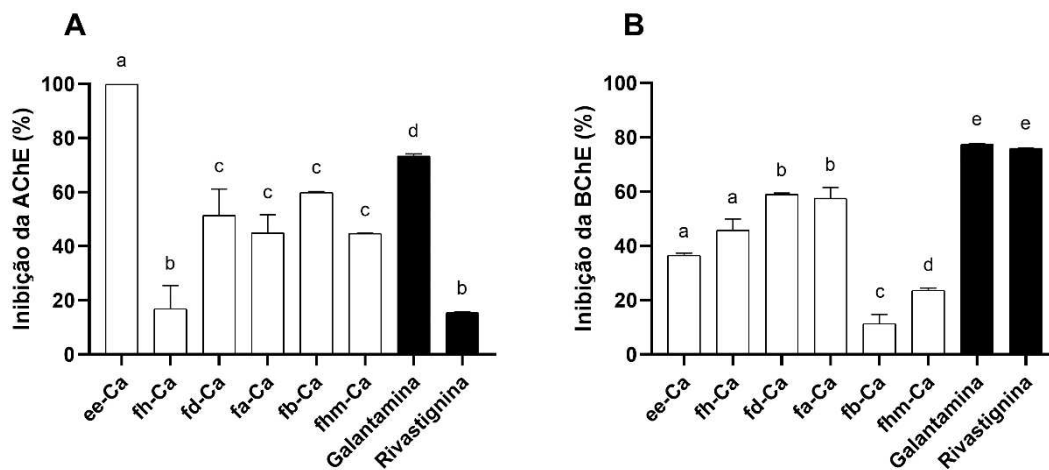 A
Inibição da AChE (%)
100
80
60
40
20
0
a
b
c
c
c
c
d
b
ee-Ca
fh-Ca
fd-Ca
fa-Ca
fb-Ca
fhm-Ca
Galantamina
Rivastignina
B
Inibição da BChE (%)
100
80
60
40
20
0
a
a
b
b
c
d
e
e
ee-Ca
fh-Ca
fd-Ca
fa-Ca
fb-Ca
fhm-Ca
Galantamina
Rivastignina